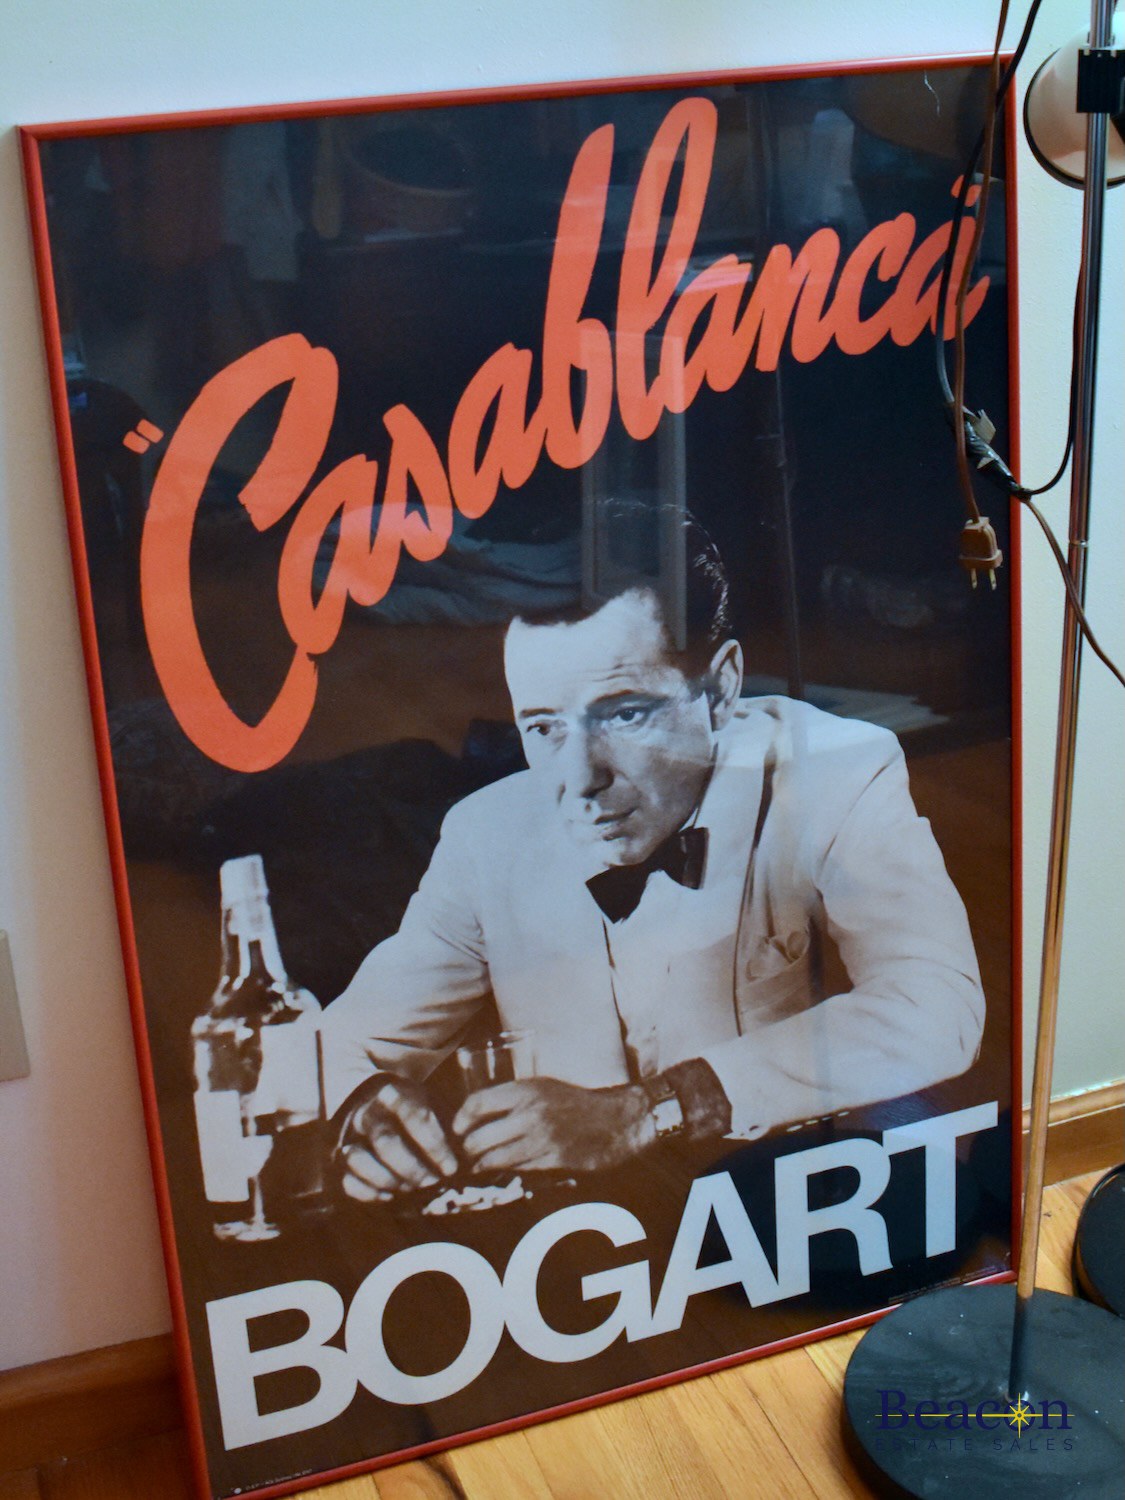 "Casablanca"
BOGART
Beacon
ESTATE SALES